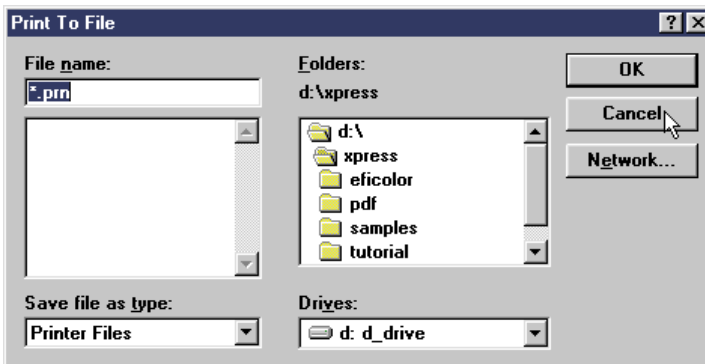 Print To File
File name:
*.prn
Save file as type:
Printer Files
Folders:
d:\xpress
d:\
xpress
eficolor
pdf
samples
tutorial
Drives:
d: d_drive
OK
Cancel
Network...